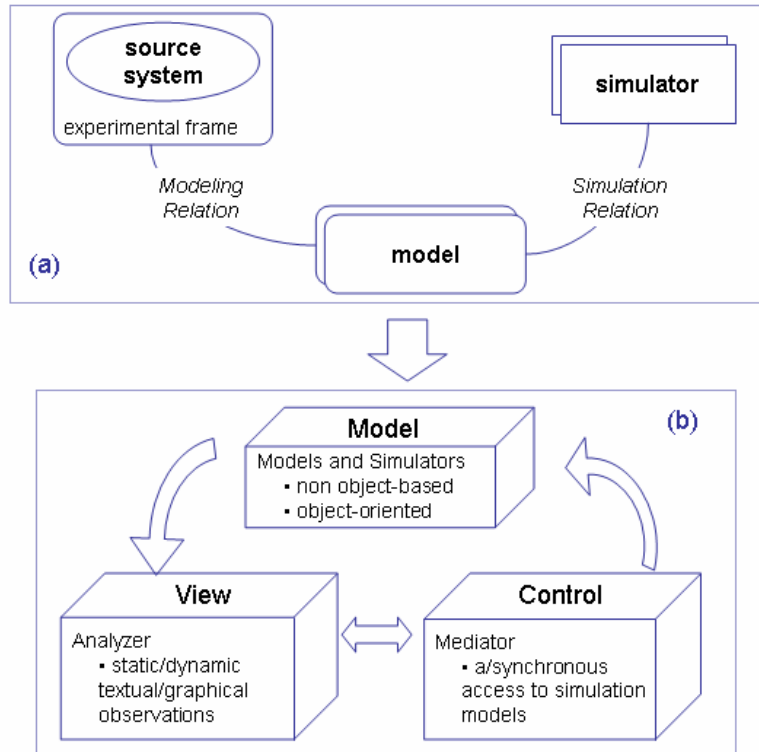 source
system
experimental frame
simulator
Modeling
Relation
Simulation
Relation
model
(a)
(b)
Model
Models and Simulators
▪ non object-based
▪ object-oriented
View
Analyzer
▪ static/dynamic
textual/graphical
observations
Control
Mediator
▪ a/synchronous
access to simulation
models